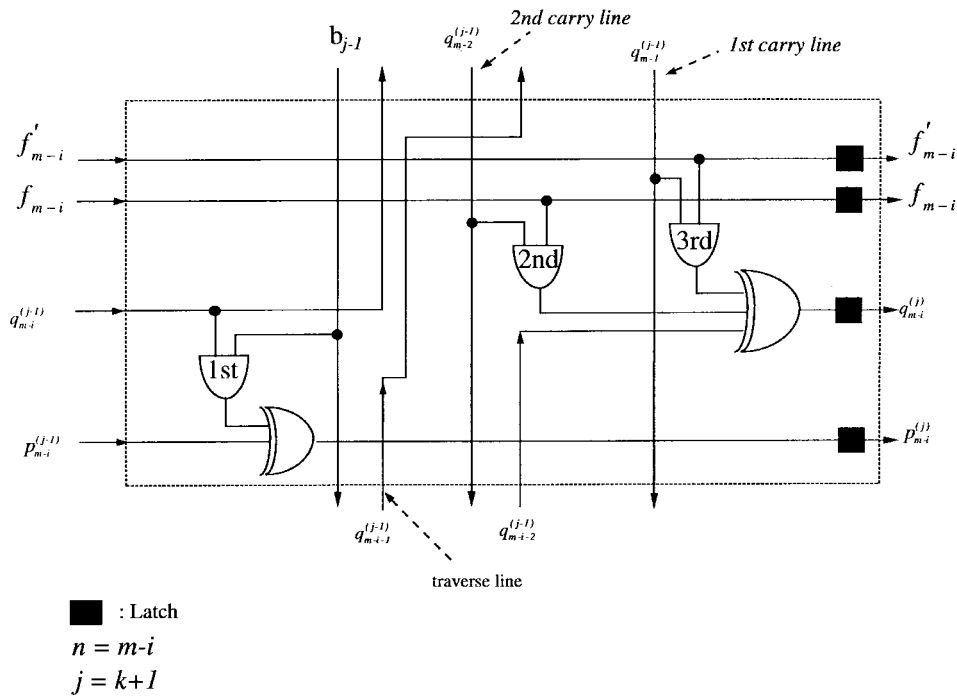 2nd carry line
b_{j-1}
q_{m-2}^{(j-1)}
q_{m-1}^{(j-1)}
1st carry line
f'_{m-i}
f'_{m-i}
f_{m-i}
f_{m-i}
2nd
3rd
q_{m-i}^{(j-1)}
q_{m-i}^{(j)}
1st
p_{m-i}^{(j-1)}
p_{m-i}^{(j)}
q_{m-i-1}^{(j-1)}
q_{m-i-2}^{(j-1)}
traverse line
: Latch
n = m-i
j = k+1